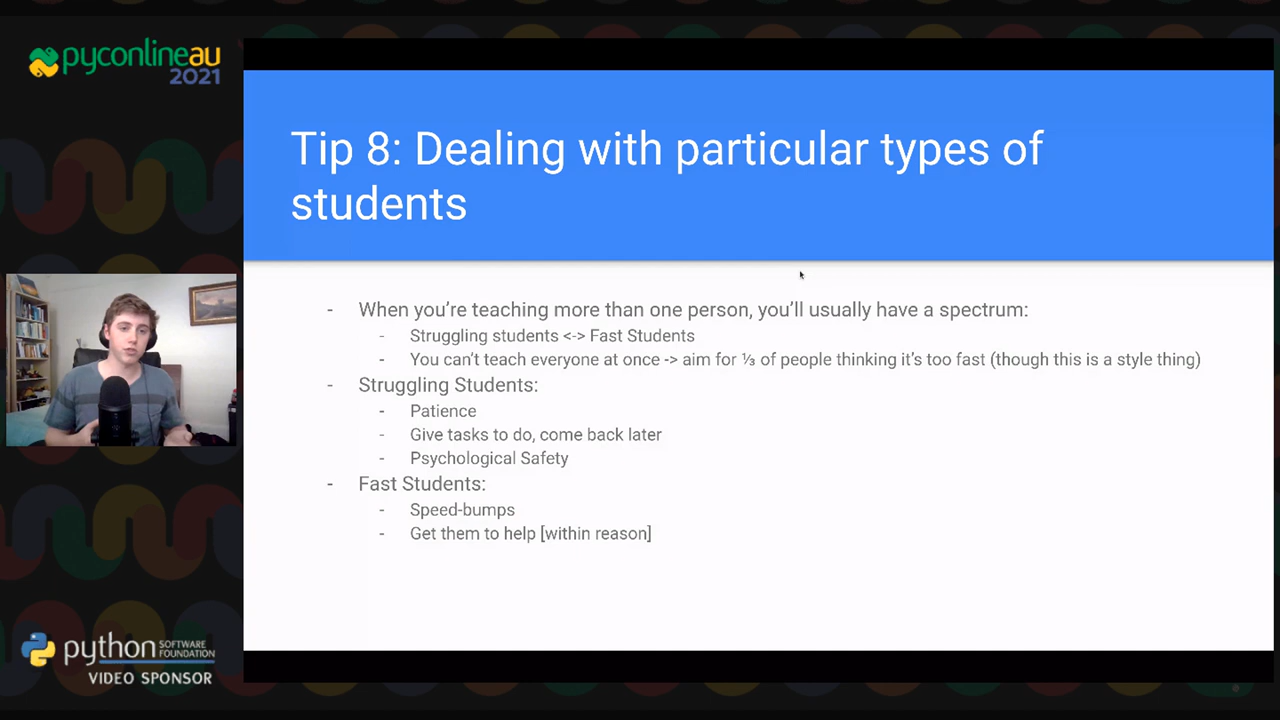 pyconlineau
2021
Tip 8: Dealing with particular types of
students
- When you're teaching more than one person, you'll usually have a spectrum:
- Struggling students <-> Fast Students
- You can't teach everyone at once -> aim for ⅓ of people thinking it's too fast (though this is a style thing)
- Struggling Students:
- Patience
- Give tasks to do, come back later
- Psychological Safety
- Fast Students:
- Speed-bumps
- Get them to help [within reason]
python SOFTWARE
FOUNDATION
VIDEO SPONSOR